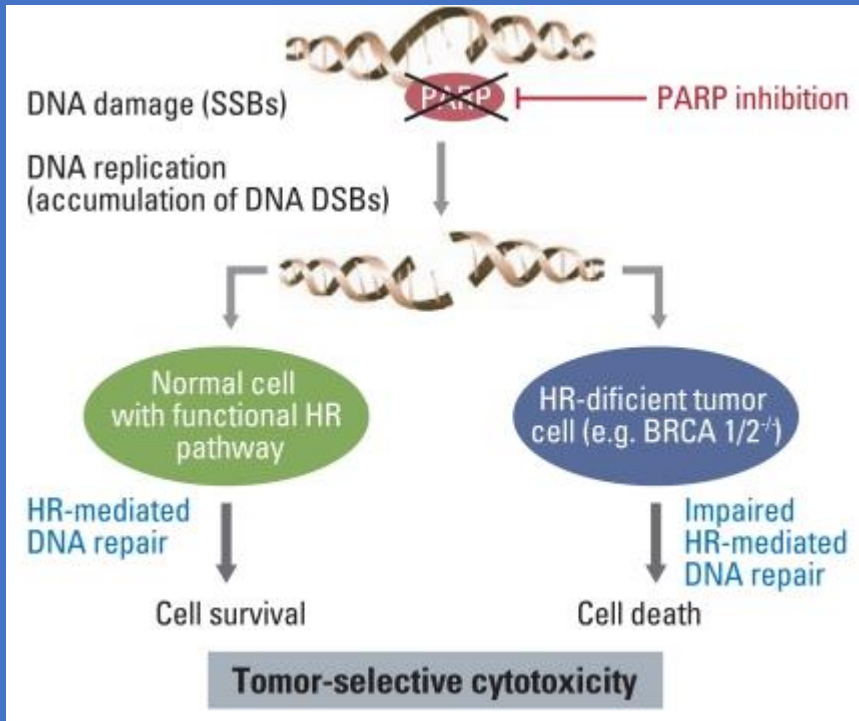 DNA damage (SSBs)
PARP
PARP inhibition
DNA replication
(accumulation of DNA DSBs)
Normal cell
with functional HR
pathway
HR-dificient tumor
cell (e.g. BRCA 1/2⁻/⁻)
HR-mediated
DNA repair
Impaired
HR-mediated
DNA repair
Cell survival
Cell death
Tomor-selective cytotoxicity